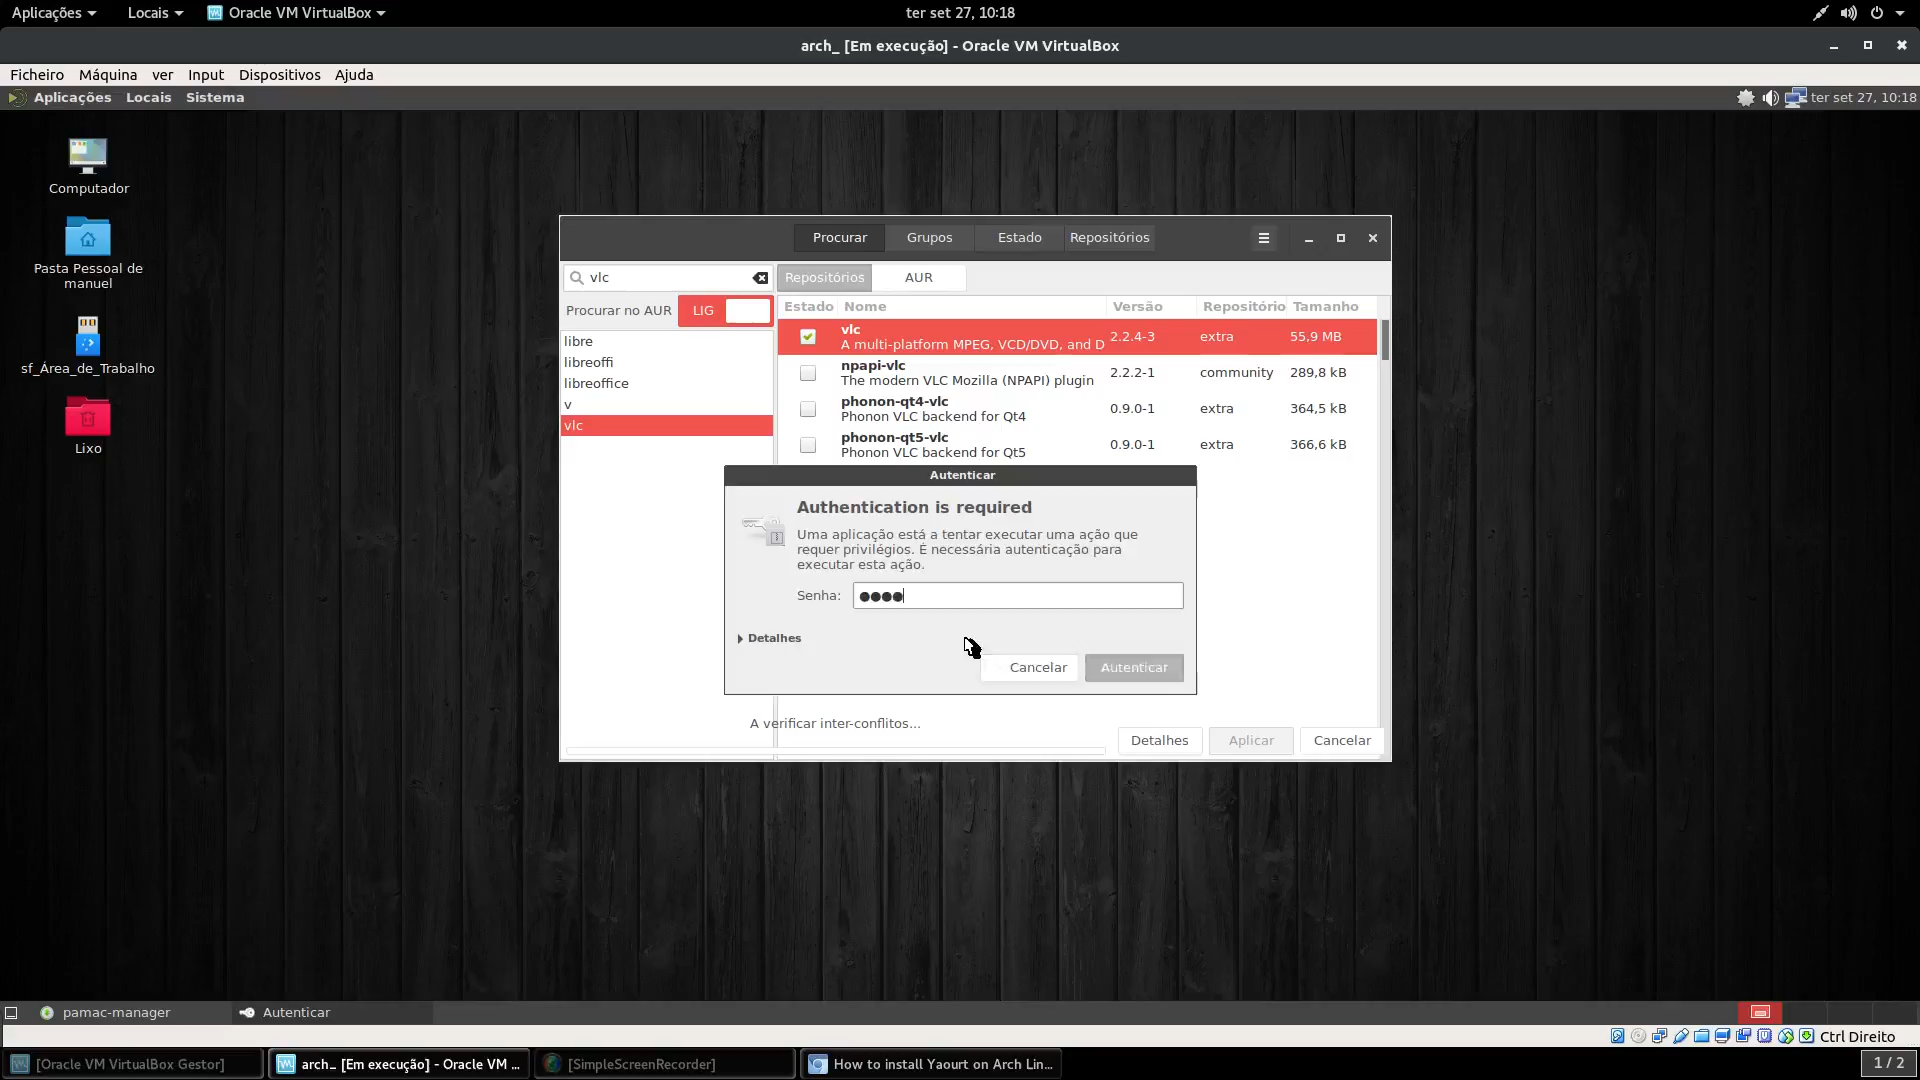 Aplicações Locais Oracle VM VirtualBox ter set 27, 10:18
arch_ [Em execução] - Oracle VM VirtualBox
Ficheiro Máquina ver Input Dispositivos Ajuda
Aplicações Locais Sistema ter set 27, 10:18
Computador
Pasta Pessoal de
manuel
sf_Área_de_Trabalho
Lixo
Procurar Grupos Estado Repositórios
vlc Repositórios AUR
Procurar no AUR LIG
Estado Nome Versão Repositório Tamanho
libre
libreoffi
libreoffice
v
vlc
vlc
A multi-platform MPEG, VCD/DVD, and D 2.2.4-3 extra 55,9 MB
npapi-vlc
The modern VLC Mozilla (NPAPI) plugin 2.2.2-1 community 289,8 kB
phonon-qt4-vlc
Phonon VLC backend for Qt4 0.9.0-1 extra 364,5 kB
phonon-qt5-vlc
Phonon VLC backend for Qt5 0.9.0-1 extra 366,6 kB
Autenticar
Authentication is required
Uma aplicação está a tentar executar uma ação que
requer privilégios. É necessária autenticação para
executar esta ação.
Senha: ●●●●
Detalhes
Cancelar Autenticar
A verificar inter-conflitos...
Detalhes Aplicar Cancelar
pamac-manager Autenticar
Ctrl Direito
[Oracle VM VirtualBox Gestor] arch_ [Em execução] - Oracle VM ... [SimpleScreenRecorder] How to install Yaourt on Arch Lin... 1 / 2